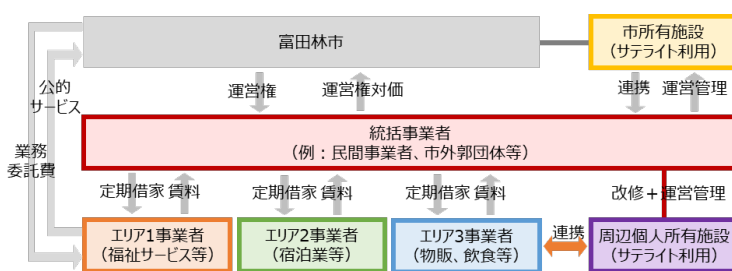 富田林市
市所有施設
（サテライト利用）
公的
サービス
運営権
運営権対価
連携
運営管理
統括事業者
（例：民間事業者、市外郭団体等）
業務
委託費
定期借家 賃料
定期借家 賃料
定期借家 賃料
改修＋運営管理
エリア1事業者
（福祉サービス等）
エリア2事業者
（宿泊業等）
エリア3事業者
（物販、飲食等）
連携
周辺個人所有施設
（サテライト利用）